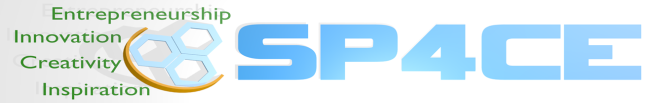 Entrepreneurship
Innovation
Creativity
Inspiration
SP4CE